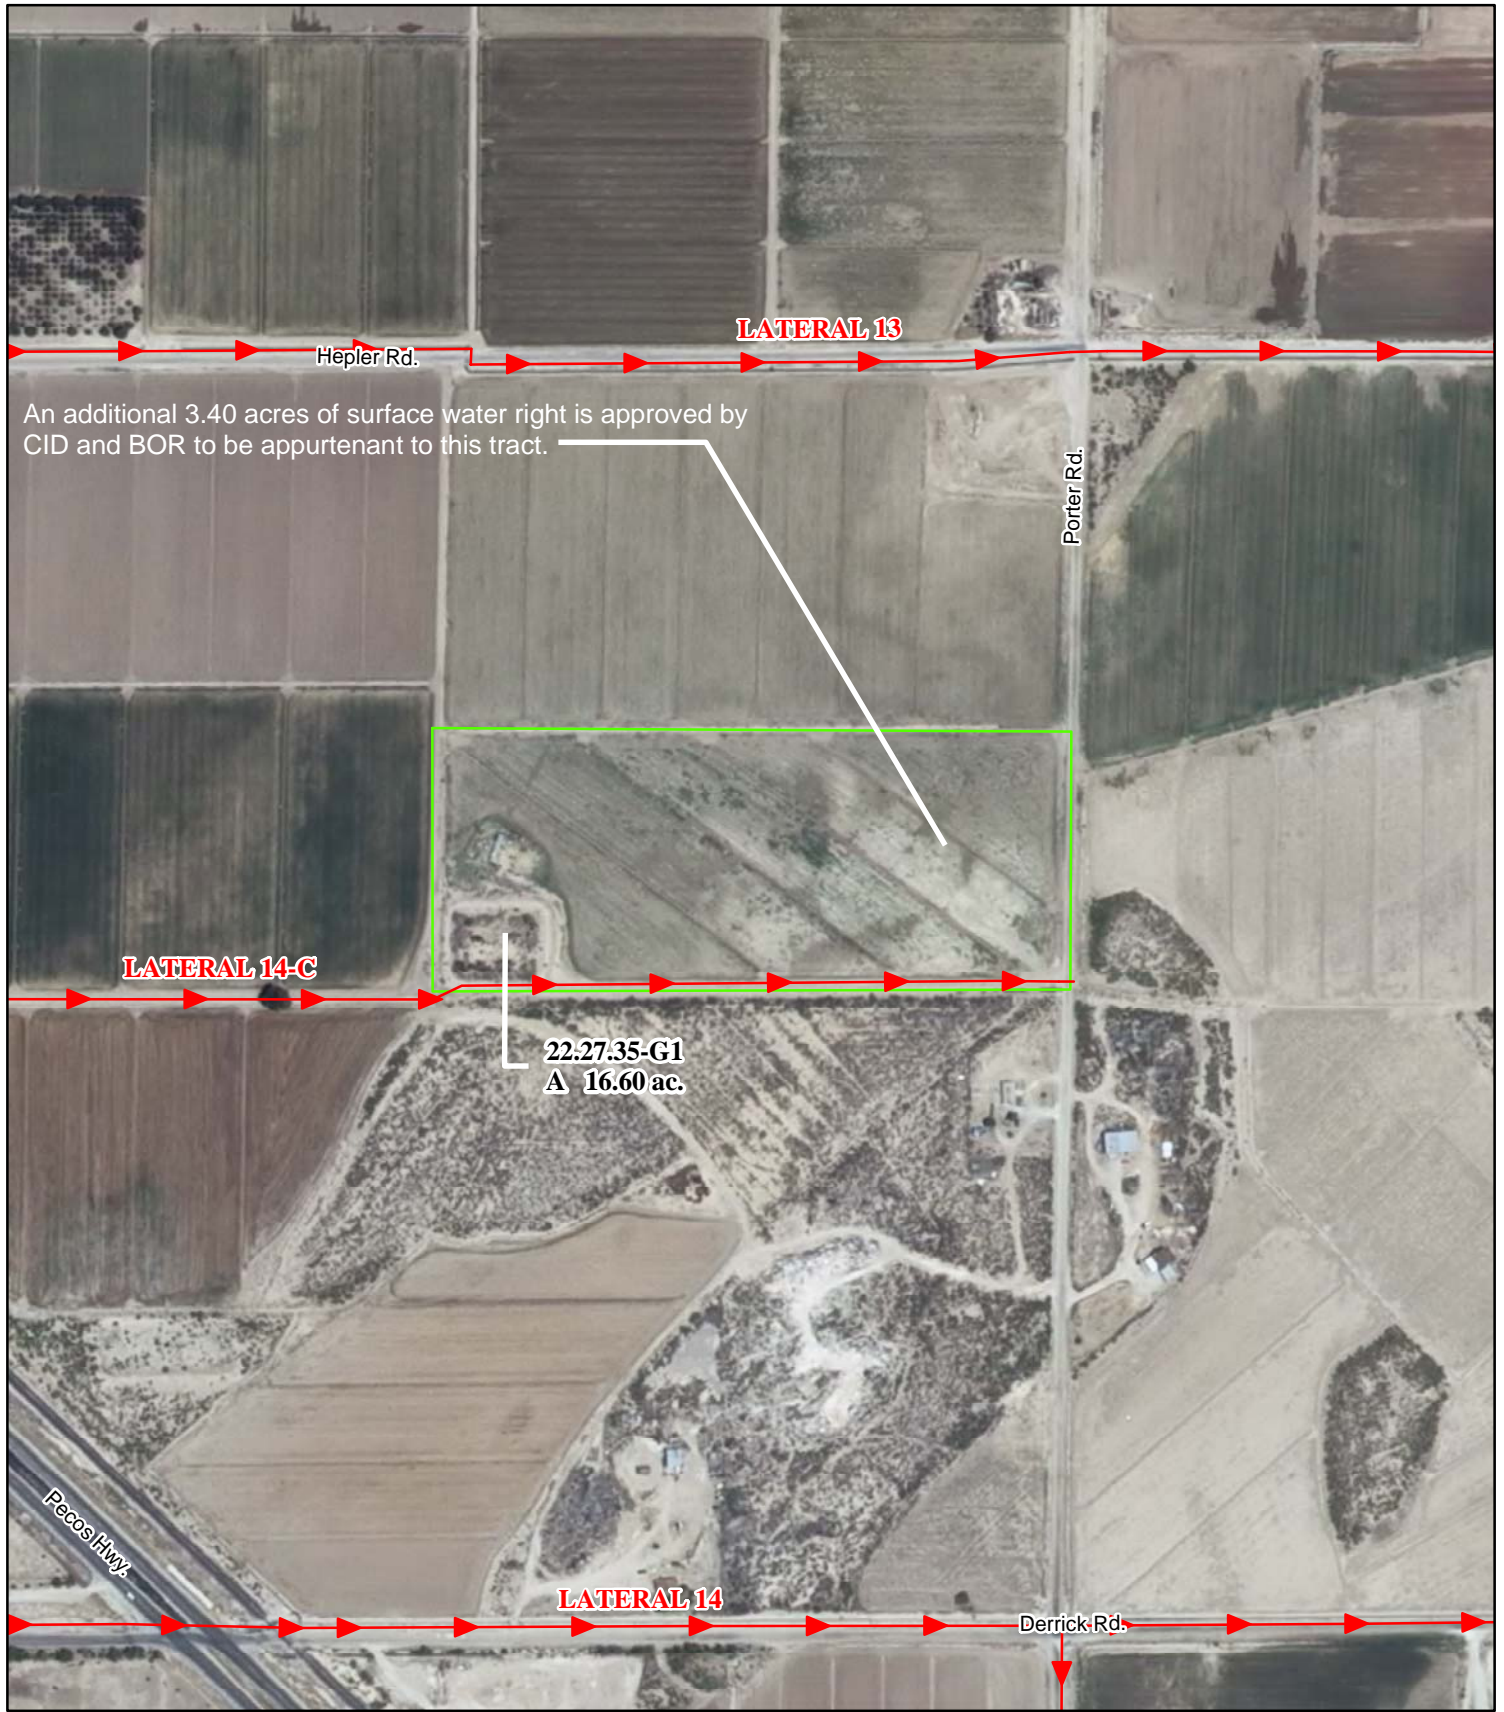 LATERAL 13
Hepler Rd.
An additional 3.40 acres of surface water right is approved by
CID and BOR to be appurtenant to this tract.
Porter Rd.
LATERAL 14-C
22.27.35-G1
A 16.60 ac.
Pecos Hwy.
LATERAL 14
Derrick Rd.